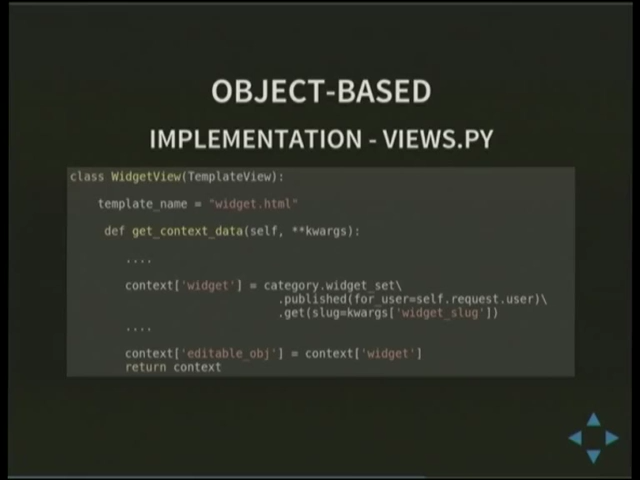 OBJECT-BASED
IMPLEMENTATION - VIEWS.PY
class WidgetView(TemplateView):
template_name = "widget.html"
def get_context_data(self, **kwargs):
....
context['widget'] = category.widget_set\
.published(for_user=self.request.user)\
.get(slug=kwargs['widget_slug'])
....
context['editable_obj'] = context['widget']
return context